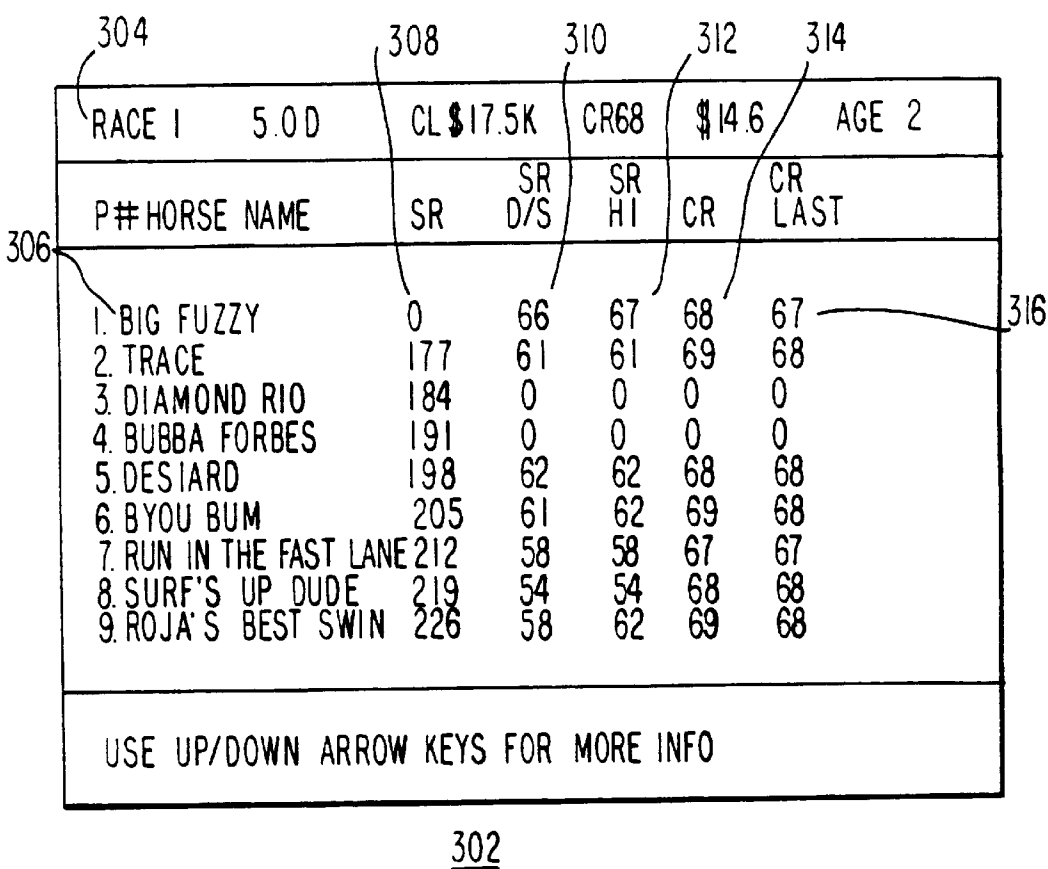 304 308 310 312 314
RACE 1 5.0D CL $17.5K CR68 $14.6 AGE 2
SR SR CR
P# HORSE NAME SR D/S HI CR LAST
306
1. BIG FUZZY 0 66 67 68 67 316
2. TRACE 177 61 61 69 68
3. DIAMOND RIO 184 0 0 0 0
4. BUBBA FORBES 191 0 0 0 0
5. DESIARD 198 62 62 68 68
6. BYOU BUM 205 61 62 69 68
7. RUN IN THE FAST LANE 212 58 58 67 67
8. SURF'S UP DUDE 219 54 54 68 68
9. ROJA'S BEST SWIN 226 58 62 69 68
USE UP/DOWN ARROW KEYS FOR MORE INFO
302